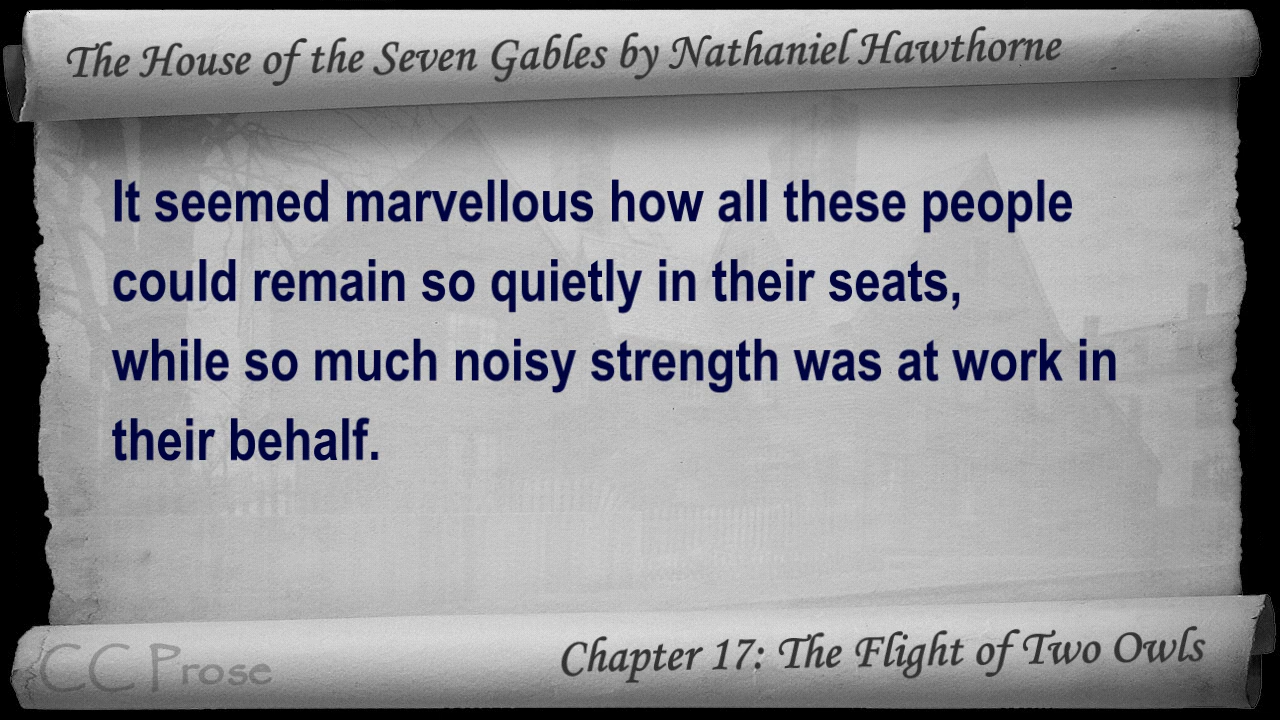 The House of the Seven Gables by Nathaniel Hawthorne
It seemed marvellous how all these people
could remain so quietly in their seats,
while so much noisy strength was at work in
their behalf.
CC Prose
Chapter 17: The Flight of Two Owls